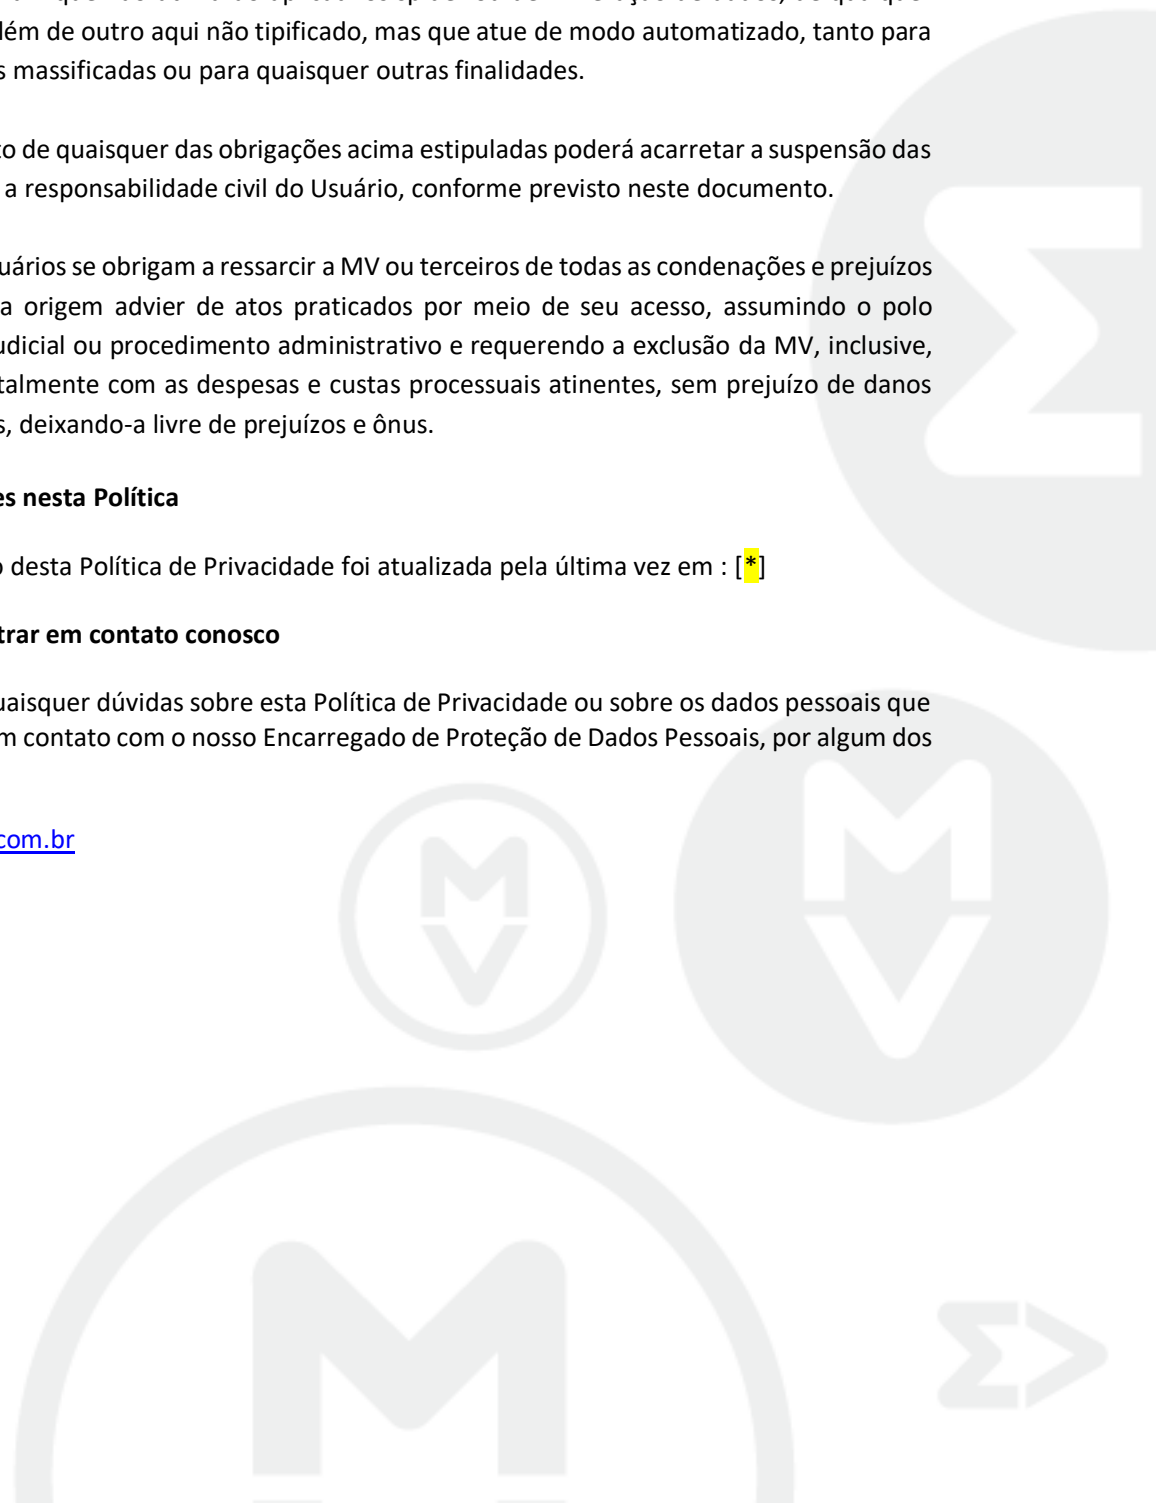 lém de outro aqui não tipificado, mas que atue de modo automatizado, tanto para
s massificadas ou para quaisquer outras finalidades.
to de quaisquer das obrigações acima estipuladas poderá acarretar a suspensão das
a responsabilidade civil do Usuário, conforme previsto neste documento.
uários se obrigam a ressarcir a MV ou terceiros de todas as condenações e prejuízos
a origem advier de atos praticados por meio de seu acesso, assumindo o polo
udicial ou procedimento administrativo e requerendo a exclusão da MV, inclusive,
talmente com as despesas e custas processuais atinentes, sem prejuízo de danos
s, deixando-a livre de prejuízos e ônus.
es nesta Política
o desta Política de Privacidade foi atualizada pela última vez em : [*]
trar em contato conosco
uaisquer dúvidas sobre esta Política de Privacidade ou sobre os dados pessoais que
m contato com o nosso Encarregado de Proteção de Dados Pessoais, por algum dos
com.br
MV
MV
M
MV
M